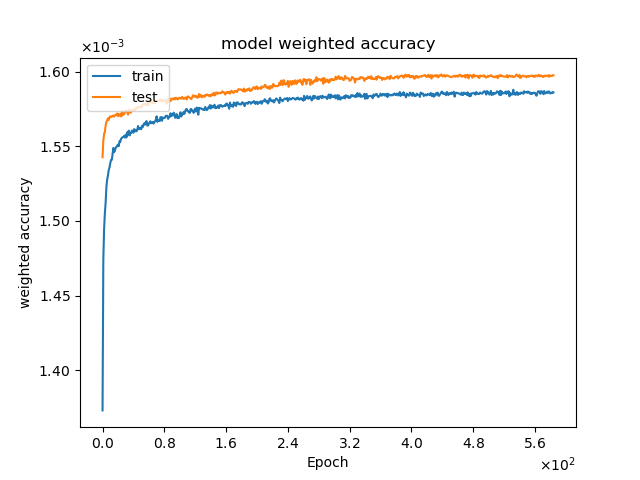 model weighted accuracy
×10⁻³
train
test
1.60
1.55
1.50
1.45
1.40
weighted accuracy
0.0 0.8 1.6 2.4 3.2 4.0 4.8 5.6
Epoch
×10²